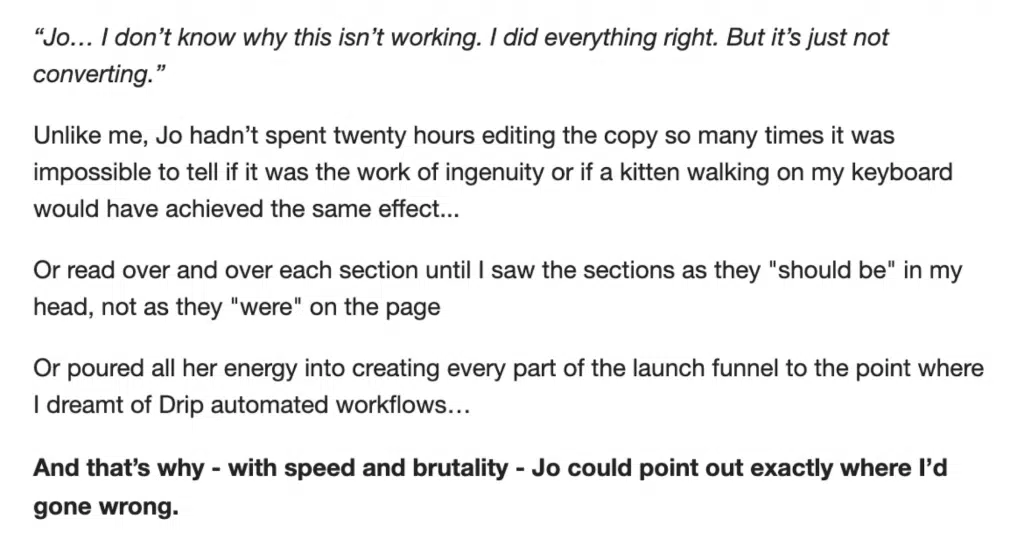 “Jo… I don’t know why this isn’t working. I did everything right. But it’s just not
converting.”
Unlike me, Jo hadn’t spent twenty hours editing the copy so many times it was
impossible to tell if it was the work of ingenuity or if a kitten walking on my keyboard
would have achieved the same effect...
Or read over and over each section until I saw the sections as they "should be" in my
head, not as they "were" on the page
Or poured all her energy into creating every part of the launch funnel to the point where
I dreamt of Drip automated workflows…
And that’s why - with speed and brutality - Jo could point out exactly where I’d
gone wrong.